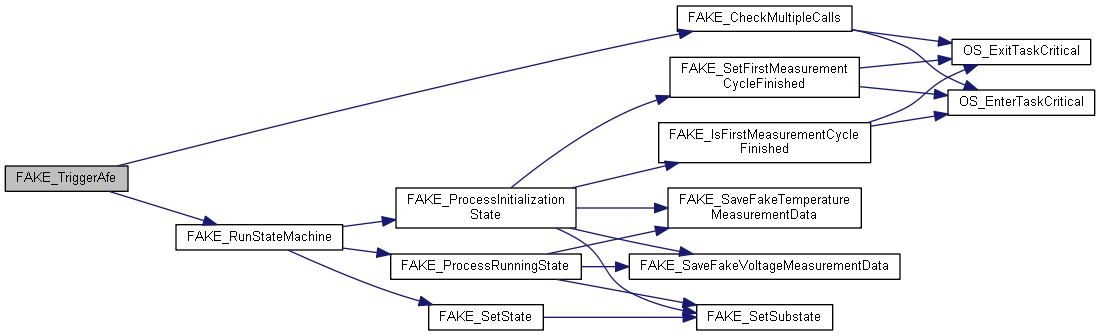 FAKE_CheckMultipleCalls
OS_ExitTaskCritical
FAKE_SetFirstMeasurement
CycleFinished
OS_EnterTaskCritical
FAKE_IsFirstMeasurementCycle
Finished
FAKE_TriggerAfe
FAKE_ProcessInitialization
State
FAKE_SaveFakeTemperature
MeasurementData
FAKE_RunStateMachine
FAKE_ProcessRunningState
FAKE_SaveFakeVoltageMeasurementData
FAKE_SetState
FAKE_SetSubstate